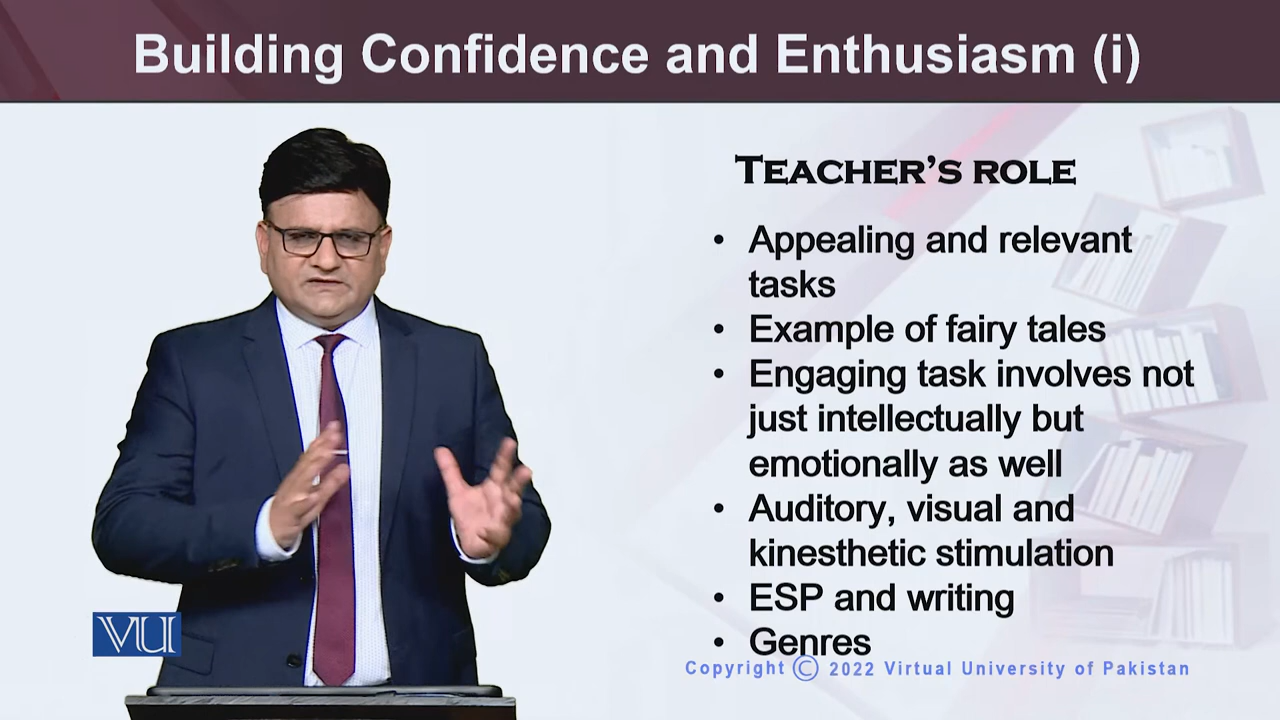 Building Confidence and Enthusiasm (i)
TEACHER'S ROLE
• Appealing and relevant
tasks
• Example of fairy tales
• Engaging task involves not
just intellectually but
emotionally as well
• Auditory, visual and
kinesthetic stimulation
• ESP and writing
• Genres
VU
Copyright © 2022 Virtual University of Pakistan